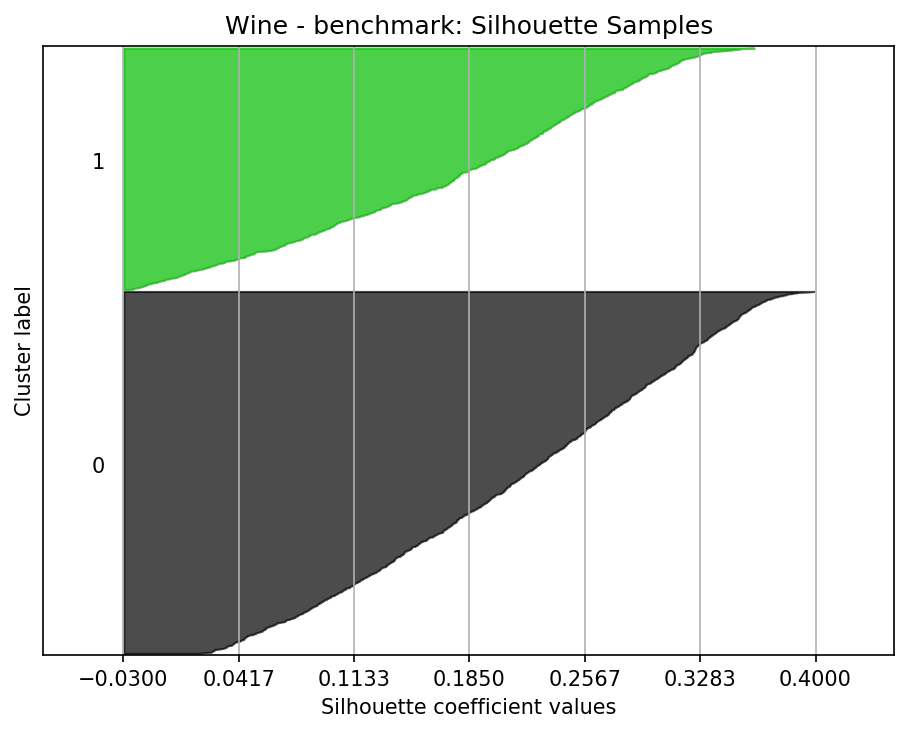 Wine - benchmark: Silhouette Samples
1
Cluster label
0
−0.0300 0.0417 0.1133 0.1850 0.2567 0.3283 0.4000
Silhouette coefficient values